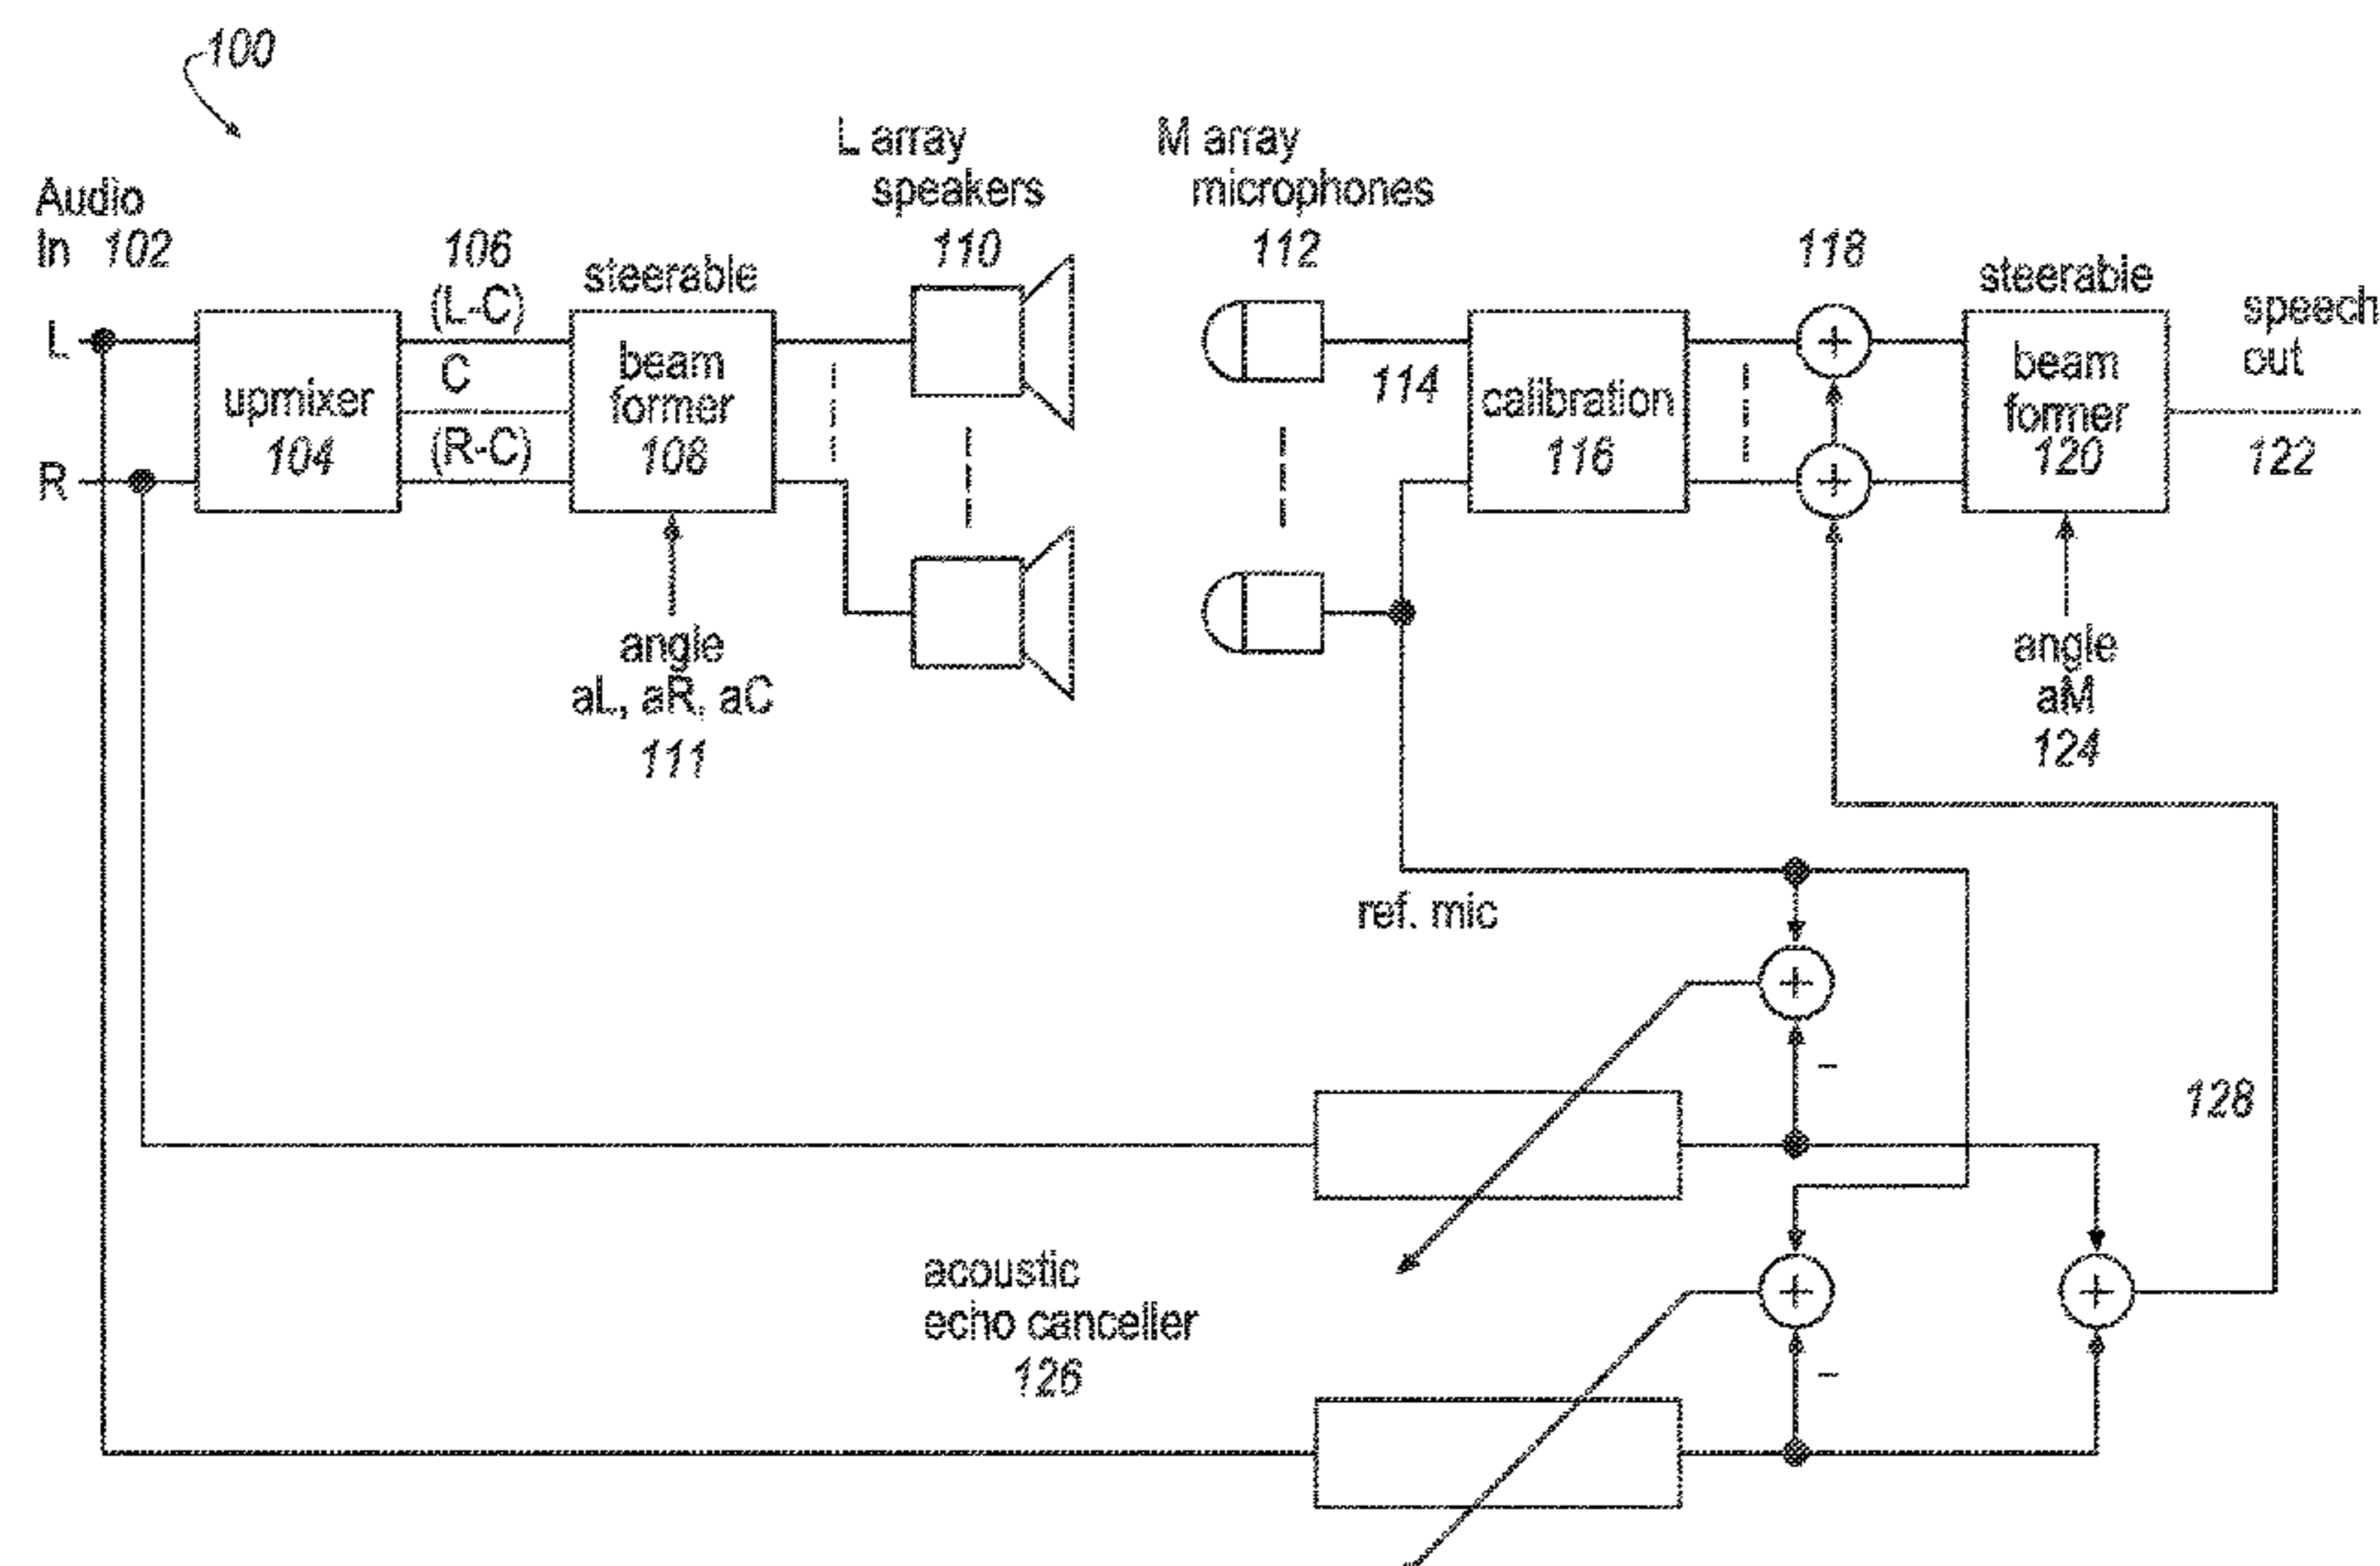 100
Audio
In 102
L
R
upmixer
104
106
(L-C)
C
(R-C)
steerable
beam
former
108
angle
aL, aR, aC
111
L array
speakers
110
M array
microphones
112
114
calibration
116
118
+
+
steerable
beam
former
120
angle
aM
124
speech
out
122
ref. mic
+
-
128
acoustic
echo canceller
126
+
+
-